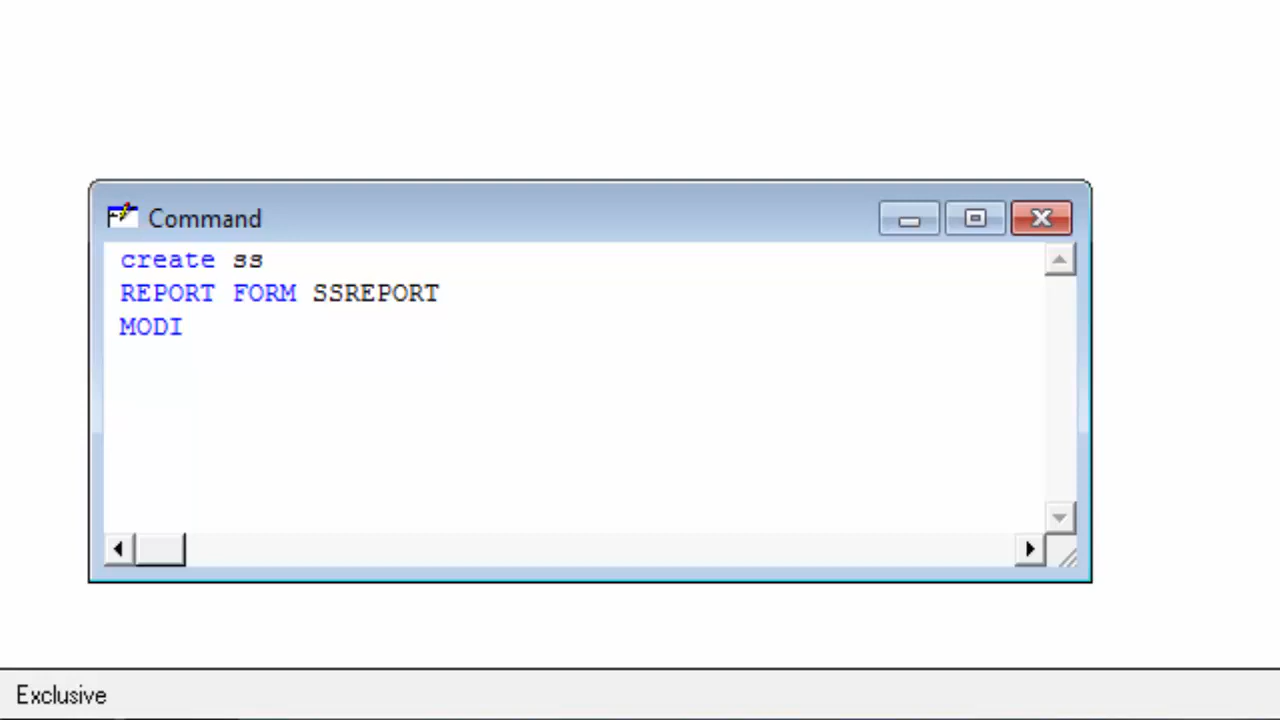 Command
create ss
REPORT FORM SSREPORT
MODI
Exclusive